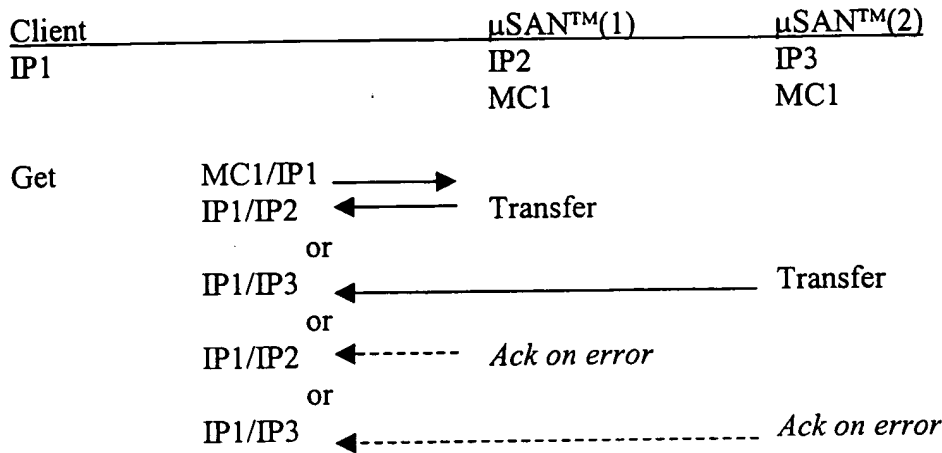 Client µSAN™(1) µSAN™(2)
IP1 IP2 IP3
MC1 MC1
Get MC1/IP1
IP1/IP2 Transfer
or
IP1/IP3 Transfer
or
IP1/IP2 Ack on error
or
IP1/IP3 Ack on error